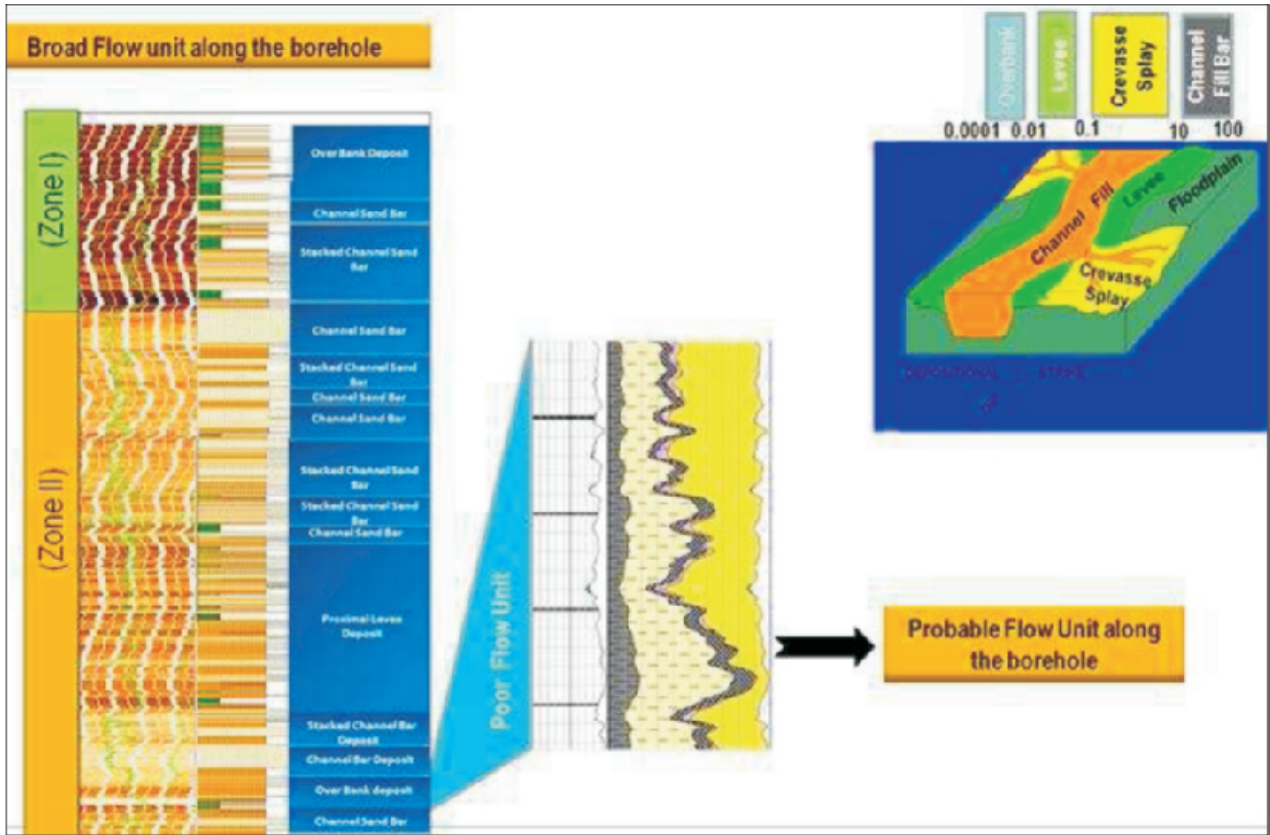 Broad Flow unit along the borehole
(Zone I)
(Zone II)
Over Bank Deposit
Channel Sand Bar
Stacked Channel Sand
Bar
Channel Sand Bar
Stacked Channel Sand
Bar
Channel Sand Bar
Channel Sand Bar
Stacked Channel Sand
Bar
Stacked Channel Sand
Bar
Channel Sand Bar
Proximal Levee
Deposit
Stacked Channel Bar
Deposit
Channel Bar Deposit
Over Bank deposit
Channel Sand Bar
Poor Flow Unit
Overbank
Levee
Crevasse
Splay
Channel
Fill Bar
0.0001 0.01 0.1 10 100
Channel Fill
Levee
Floodplain
Crevasse
Splay
DEPOSITIONAL
Probable Flow Unit along
the borehole